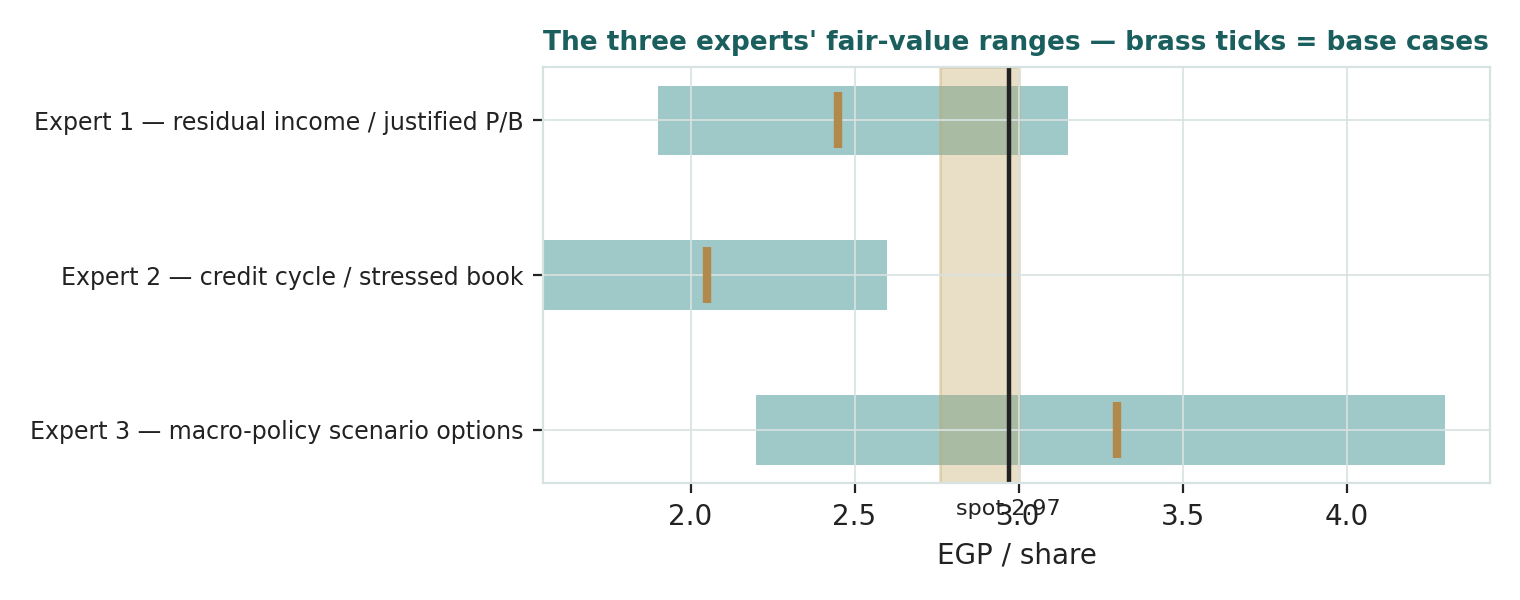 The three experts' fair-value ranges — brass ticks = base cases
Expert 1 — residual income / justified P/B
Expert 2 — credit cycle / stressed book
Expert 3 — macro-policy scenario options
2.0 2.5 3.0 3.5 4.0
spot 2.97
EGP / share